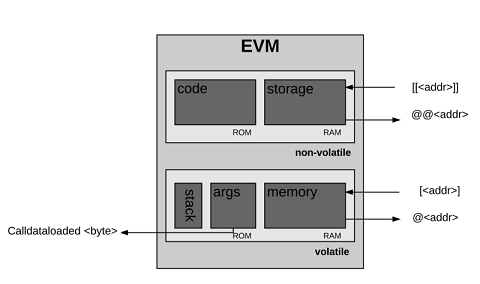 EVM
code
storage
[[<addr>]]
@@<addr>
ROM
RAM
non-volatile
stack
args
memory
[<addr>]
@<addr>
Calldataloaded <byte>
ROM
RAM
volatile